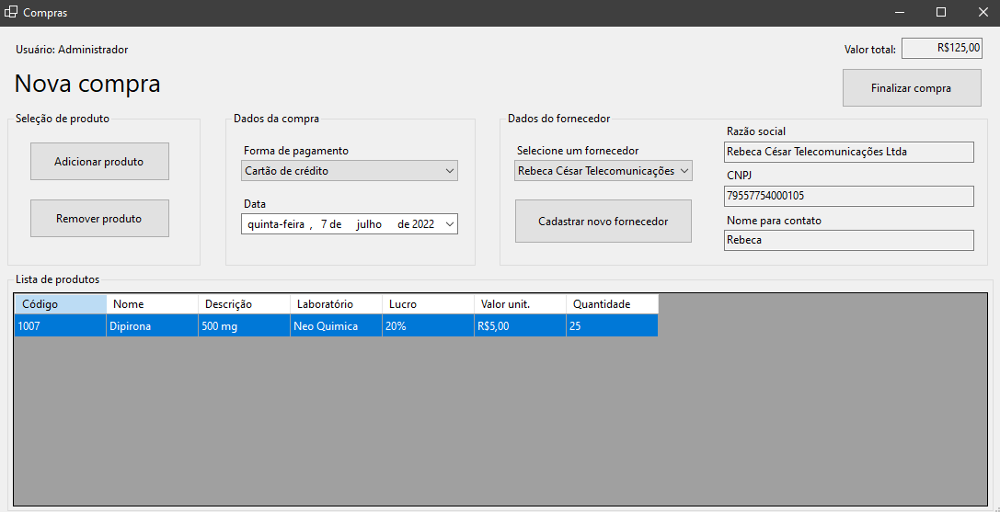 Compras
Usuário: Administrador
Valor total: R$125,00
Nova compra
Finalizar compra
Seleção de produto
Adicionar produto
Remover produto
Dados da compra
Forma de pagamento
Cartão de crédito
Data
quinta-feira , 7 de julho de 2022
Dados do fornecedor
Selecione um fornecedor
Rebeca César Telecomunicações
Cadastrar novo fornecedor
Razão social
Rebeca César Telecomunicações Ltda
CNPJ
79557754000105
Nome para contato
Rebeca
Lista de produtos
Código Nome Descrição Laboratório Lucro Valor unit. Quantidade
1007 Dipirona 500 mg Neo Quimica 20% R$5,00 25